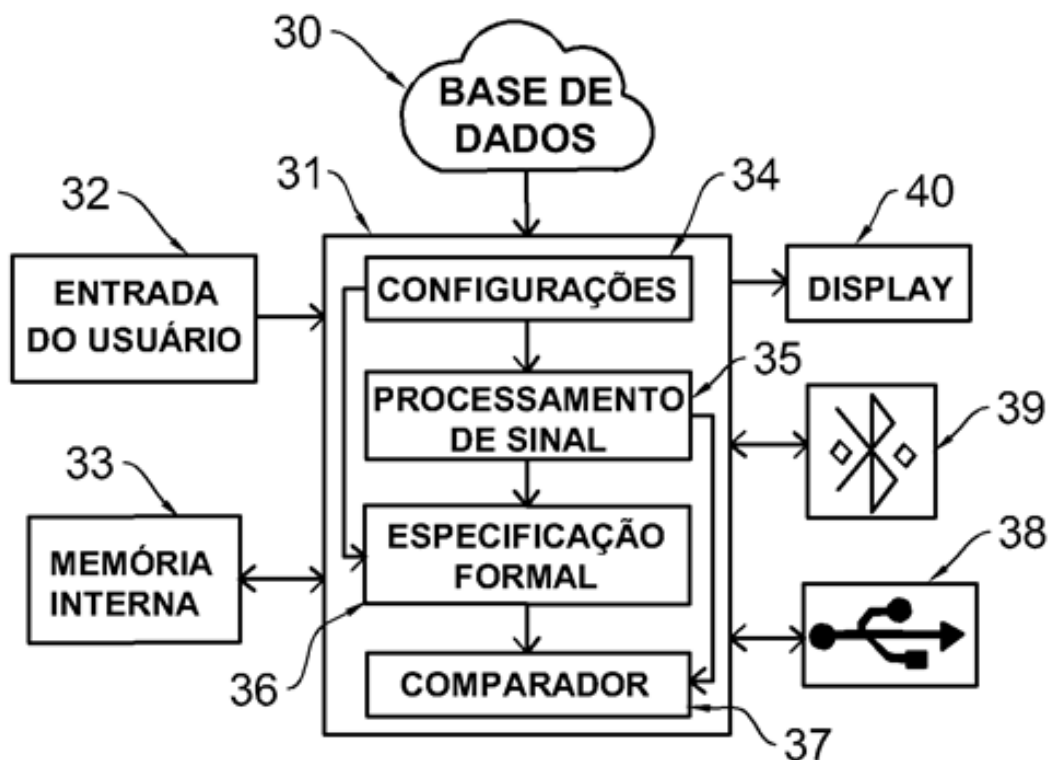 30
BASE DE
DADOS
31
34
32
40
ENTRADA
DO USUÁRIO
CONFIGURAÇÕES
DISPLAY
35
PROCESSAMENTO
DE SINAL
39
33
MEMÓRIA
INTERNA
ESPECIFICAÇÃO
FORMAL
38
36
COMPARADOR
37